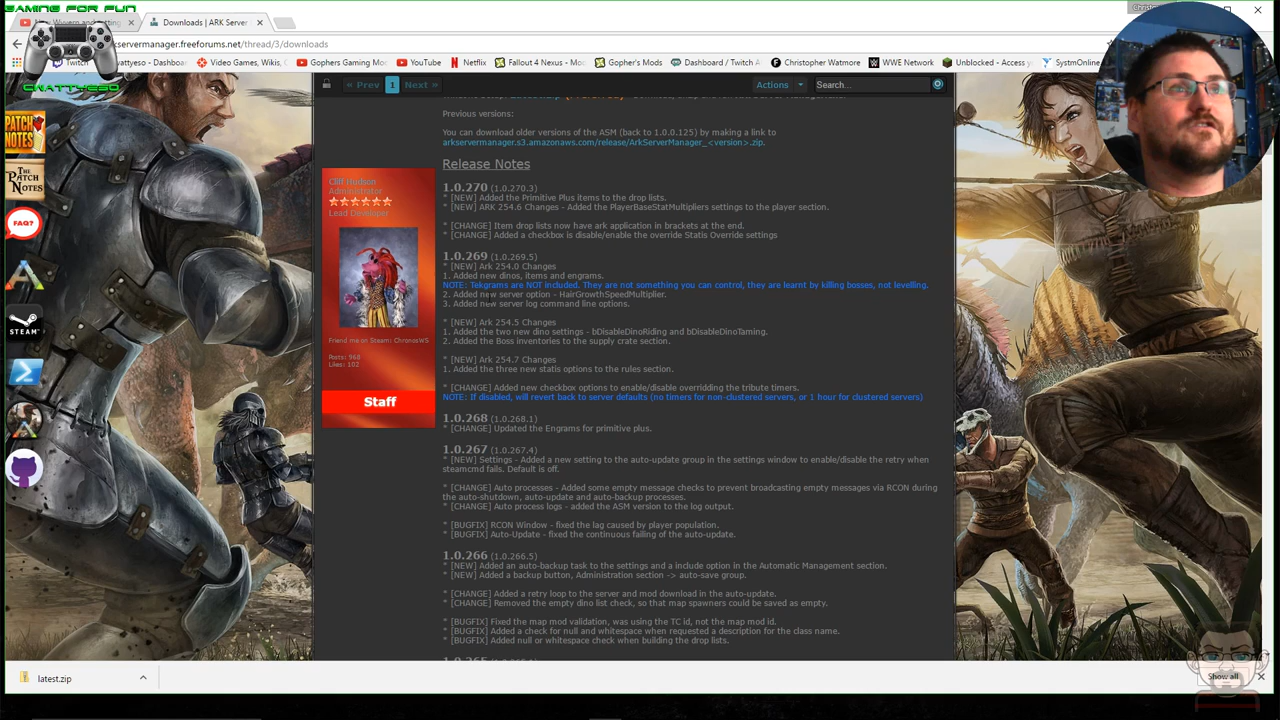 GAMING FOR FUN
Downloads | ARK Server
kservermanager.freeforums.net/thread/3/downloads
Twitch
wattyeso - Dashboa
Video Games, Wikis, C
Gophers Gaming Mod
YouTube
Netflix
Fallout 4 Nexus - Moc
Gopher's Mods
Dashboard / Twitch A
Christopher Watmore
WWE Network
Unblocked - Access y
SystmOnline
CWATTYESO
« Prev
1
Next »
Actions
Search...
Previous versions:
You can download older versions of the ASM (back to 1.0.0.125) by making a link to
arkservermanager.s3.amazonaws.com/release/ArkServerManager_<version>.zip.
Release Notes
PATCH NOTES
THE PATCH NOTES
FAQ?
STEAM™
Cliff Hudson
Administrator
Lead Developer
Friend me on Steam: ChronosWS
Posts: 968
Likes: 102
Staff
1.0.270 (1.0.270.3)
* [NEW] Added the Primitive Plus items to the drop lists.
* [NEW] ARK 254.6 Changes - Added the PlayerBaseStatMultipliers settings to the player section.
* [CHANGE] Item drop lists now have ark application in brackets at the end.
* [CHANGE] Added a checkbox is disable/enable the override Statis Override settings
1.0.269 (1.0.269.5)
* [NEW] Ark 254.0 Changes
1. Added new dinos, items and engrams.
NOTE: Tekgrams are NOT included. They are not something you can control, they are learnt by killing bosses, not levelling.
2. Added new server option - HairGrowthSpeedMultiplier.
3. Added new server log command line options.
* [NEW] Ark 254.5 Changes
1. Added the two new dino settings - bDisableDinoRiding and bDisableDinoTaming.
2. Added the Boss inventories to the supply crate section.
* [NEW] Ark 254.7 Changes
1. Added the three new statis options to the rules section.
* [CHANGE] Added new checkbox options to enable/disable overridding the tribute timers.
NOTE: If disabled, will revert back to server defaults (no timers for non-clustered servers, or 1 hour for clustered servers)
1.0.268 (1.0.268.1)
* [CHANGE] Updated the Engrams for primitive plus.
1.0.267 (1.0.267.4)
* [NEW] Settings - Added a new setting to the auto-update group in the settings window to enable/disable the retry when
steamcmd fails. Default is off.
* [CHANGE] Auto processes - Added some empty message checks to prevent broadcasting empty messages via RCON during
the auto-shutdown, auto-update and auto-backup processes.
* [CHANGE] Auto process logs - added the ASM version to the log output.
* [BUGFIX] RCON Window - fixed the lag caused by player population.
* [BUGFIX] Auto-Update - fixed the continuous failing of the auto-update.
1.0.266 (1.0.266.5)
* [NEW] Added an auto-backup task to the settings and a include option in the Automatic Management section.
* [NEW] Added a backup button, Administration section -> auto-save group.
* [CHANGE] Added a retry loop to the server and mod download in the auto-update.
* [CHANGE] Removed the empty dino list check, so that map spawners could be saved as empty.
* [BUGFIX] Fixed the map mod validation, was using the TC id, not the map mod id.
* [BUGFIX] Added a check for null and whitespace when requested a description for the class name.
* [BUGFIX] Added null or whitespace check when building the drop lists.
latest.zip
Show all